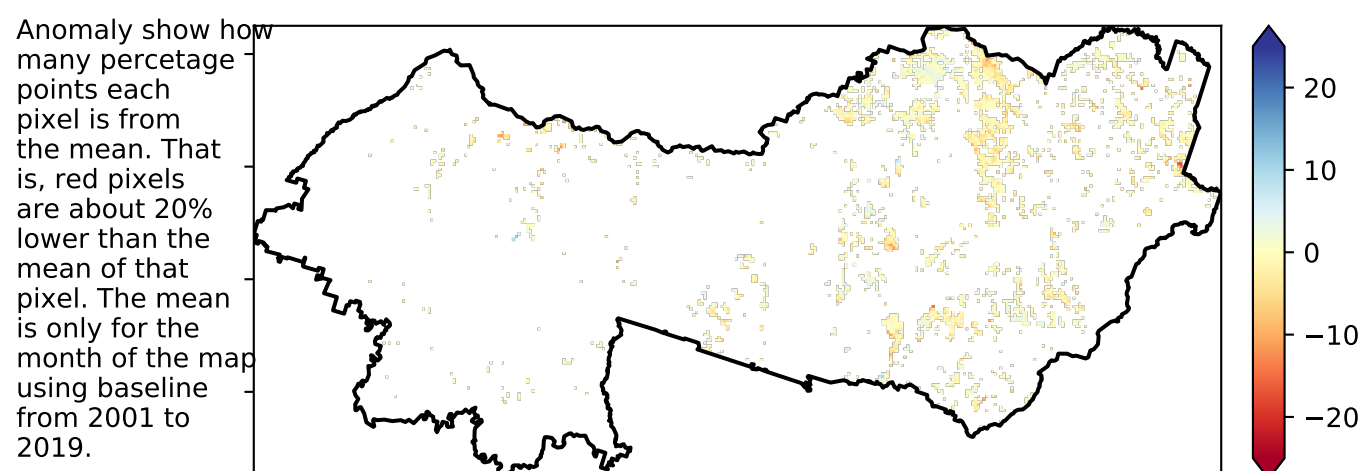 Anomaly show how
many percetage
points each
pixel is from
the mean. That
is, red pixels
are about 20%
lower than the
mean of that
pixel. The mean
is only for the
month of the map
using baseline
from 2001 to
2019.
20
10
0
−10
−20